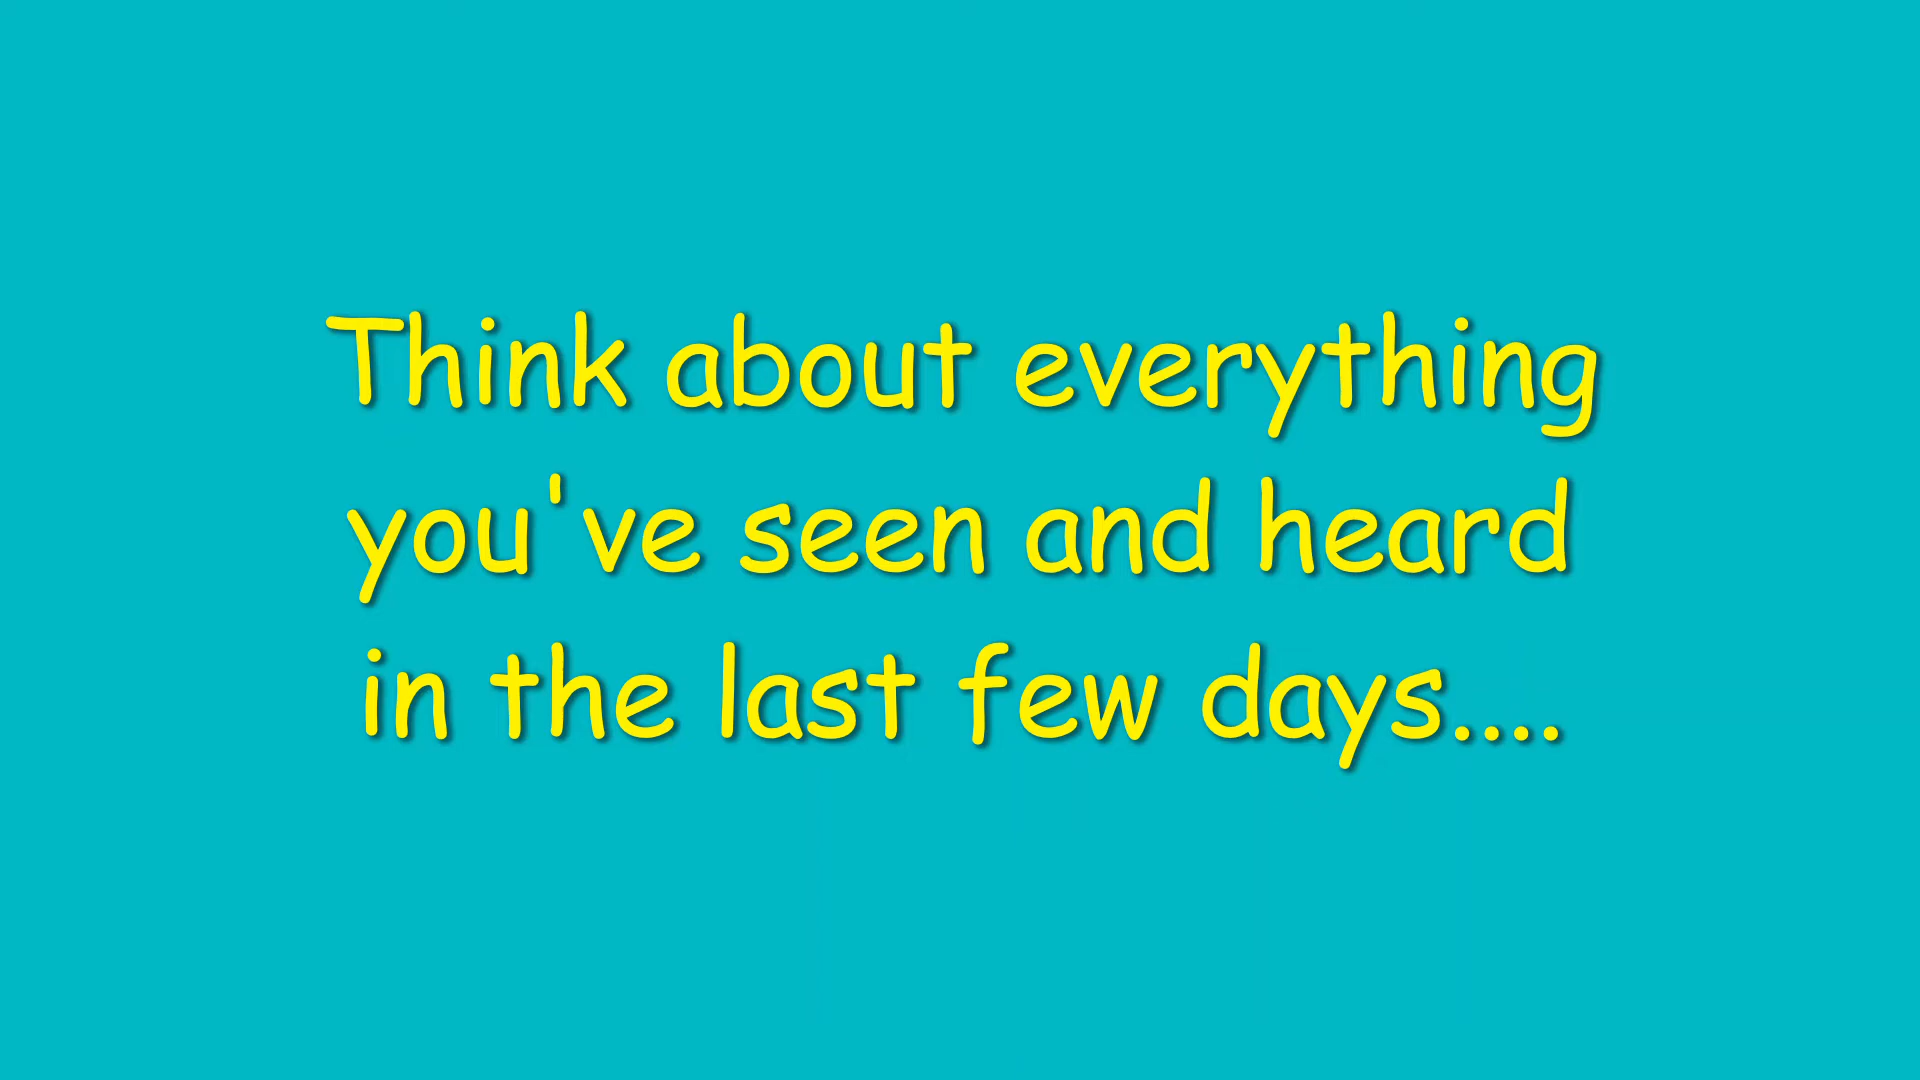 Think about everything
you've seen and heard
in the last few days....